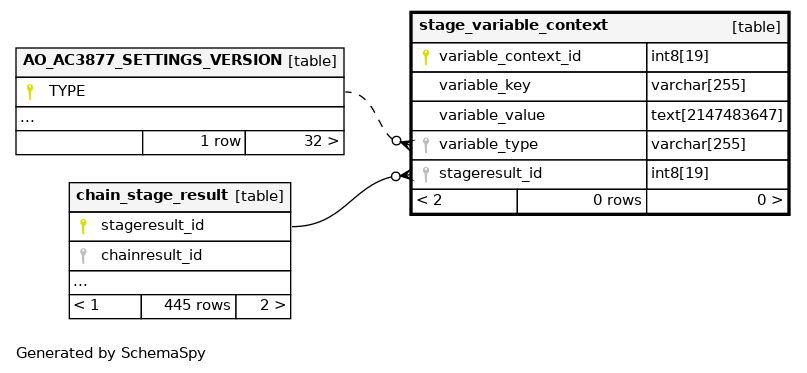 stage_variable_context [table]
variable_context_id int8[19]
variable_key varchar[255]
variable_value text[2147483647]
variable_type varchar[255]
stageresult_id int8[19]
< 2 0 rows 0 >
AO_AC3877_SETTINGS_VERSION [table]
TYPE
...
1 row 32 >
chain_stage_result [table]
stageresult_id
chainresult_id
...
< 1 445 rows 2 >
Generated by SchemaSpy